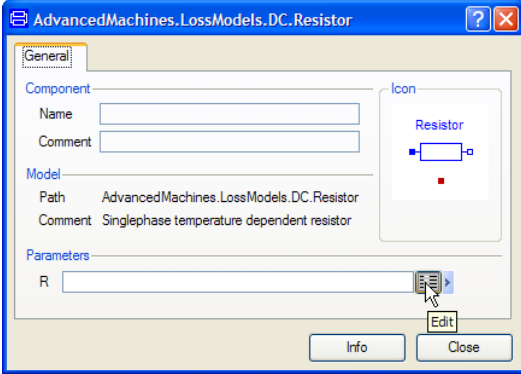 AdvancedMachines.LossModels.DC.Resistor
General
Component
Name
Comment
Icon
Resistor
Model
Path AdvancedMachines.LossModels.DC.Resistor
Comment Singlephase temperature dependent resistor
Parameters
R
Edit
Info Close